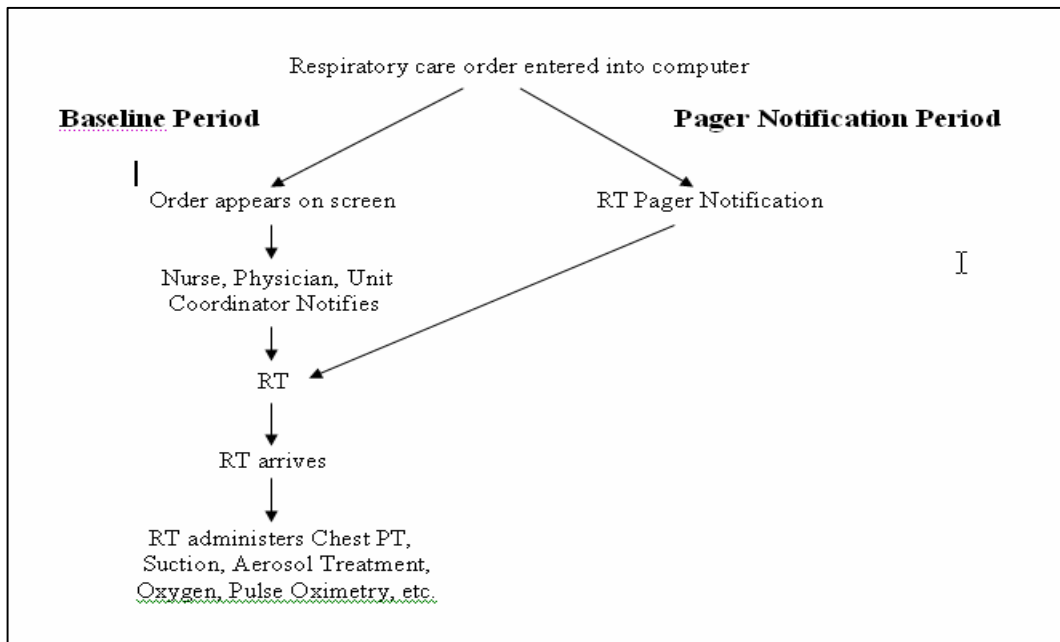 Respiratory care order entered into computer
Baseline Period
Pager Notification Period
Order appears on screen
RT Pager Notification
Nurse, Physician, Unit
Coordinator Notifies
RT
RT arrives
RT administers Chest PT,
Suction, Aerosol Treatment,
Oxygen, Pulse Oximetry, etc.